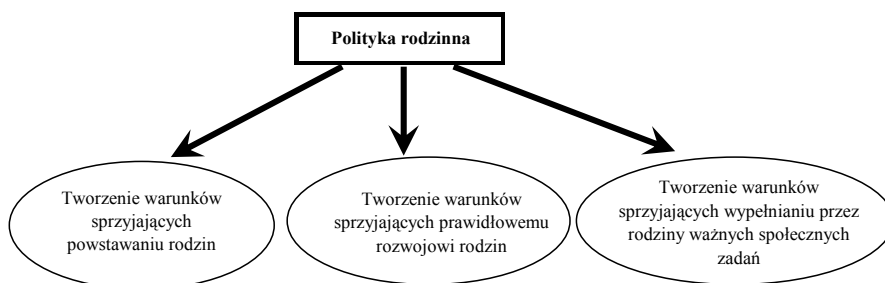 Polityka rodzinna
Tworzenie warunków
sprzyjających
powstawaniu rodzin
Tworzenie warunków
sprzyjających prawidłowemu
rozwojowi rodzin
Tworzenie warunków
sprzyjających wypełnianiu przez
rodziny ważnych społecznych
zadań